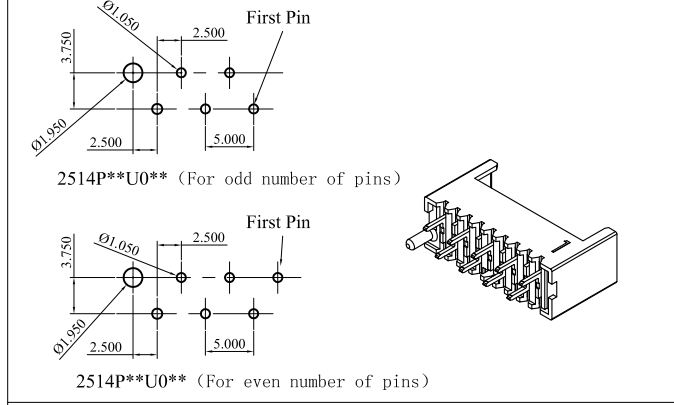 Ø1.050
2.500
First Pin
3.750
Ø1.950
2.500
5.000
2514P**U0** (For odd number of pins)
First Pin
Ø1.050
2.500
3.750
Ø1.950
2.500
5.000
2514P**U0** (For even number of pins)
1